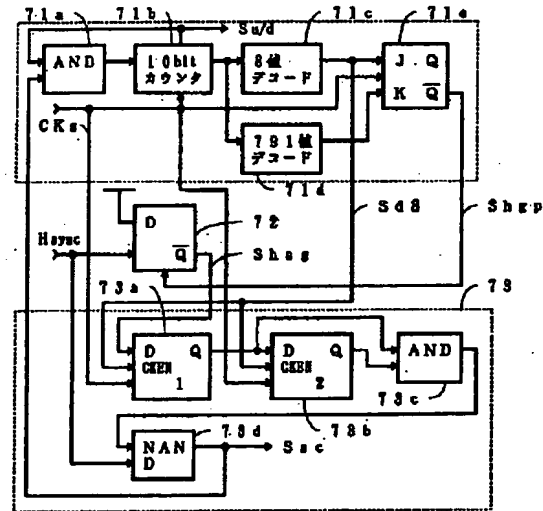 71a
71b
Su/d
71c
71e
AND
10bit
カウンタ
8値
デコード
J Q
K Q
CKs
791値
デコード
71d
Sd8
Shgp
D
Q
72
Hsync
73a
73
D Q
CKEN
1
D Q
CKEN
2
AND
73c
NAN
D
73d
73b
Ssc